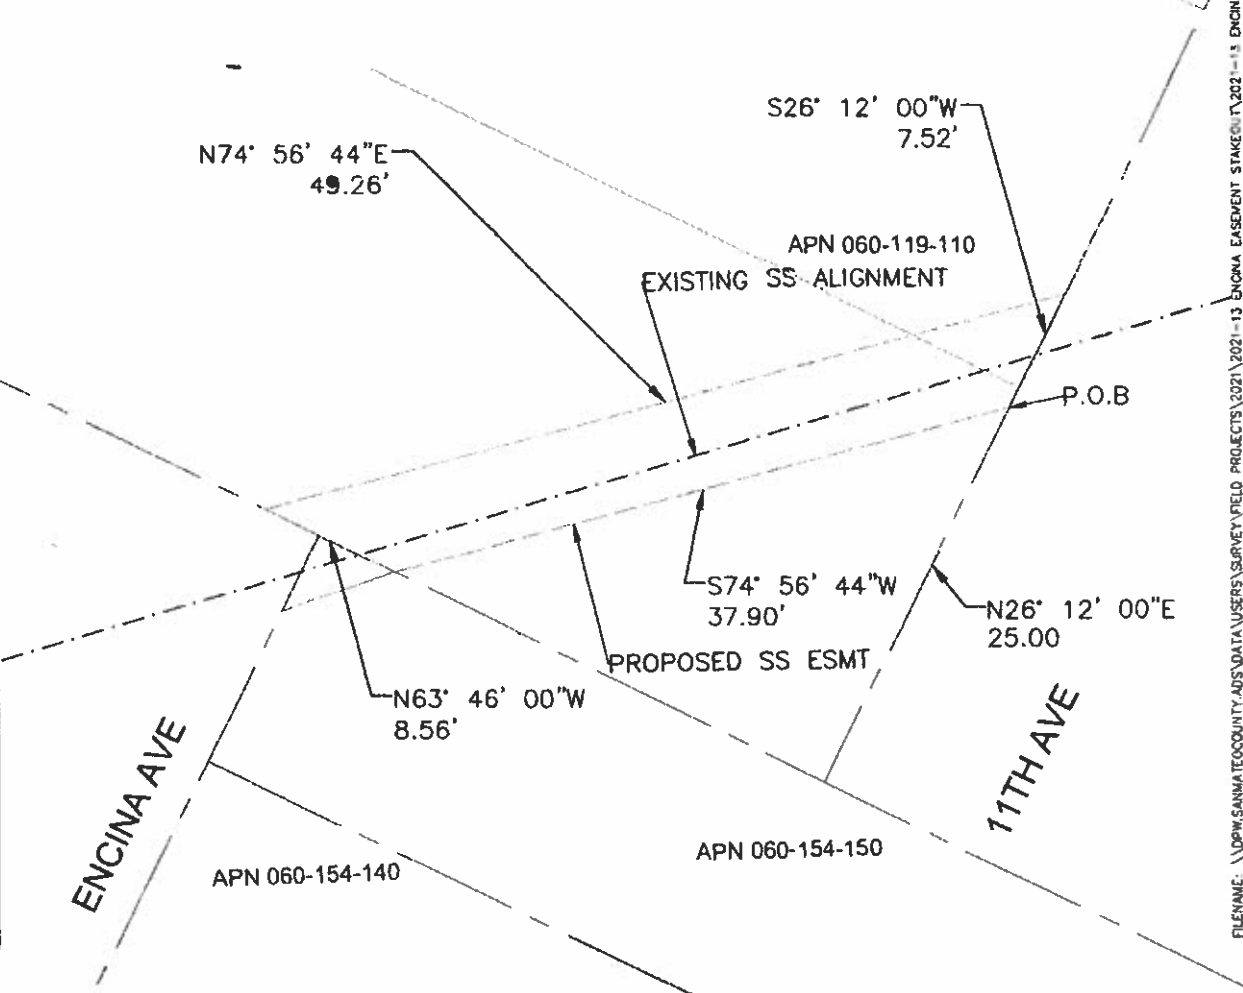 S26° 12' 00"W
7.52'
N74° 56' 44"E
49.26'
APN 060-119-110
EXISTING SS ALIGNMENT
P.O.B
S74° 56' 44"W
37.90'
N26° 12' 00"E
25.00
PROPOSED SS ESMT
N63° 46' 00"W
8.56'
ENCINA AVE
11TH AVE
APN 060-154-150
APN 060-154-140
FILENAME: \\DPW.SANMATEOCOUNTY.ADS\DATA\USERS\SURVEY\FIELD PROJECTS\2021\2021-13 ENCINA EASEMENT STAKEOUT\2021-13 ENCIN